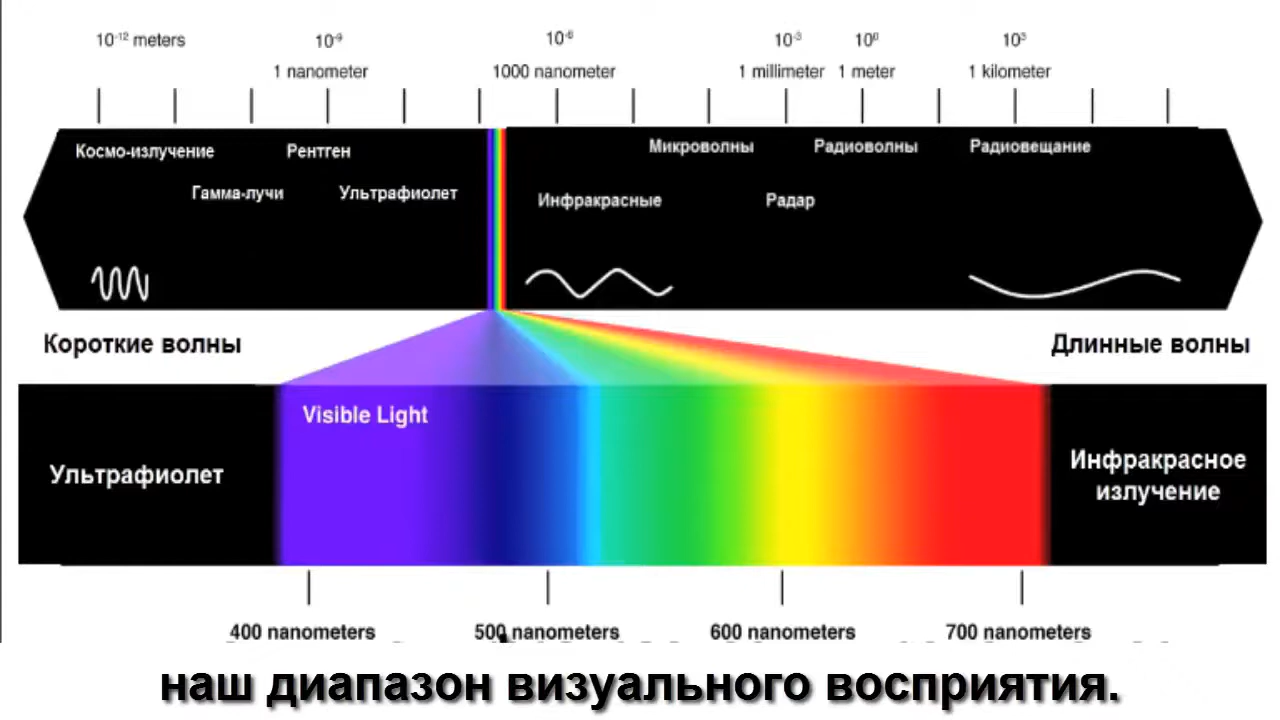 10⁻¹² meters 10⁻⁹ 10⁻⁶ 10⁻³ 10⁰ 10³
1 nanometer 1000 nanometer 1 millimeter 1 meter 1 kilometer
Космо-излучение Рентген Микроволны Радиоволны Радиовещание
Гамма-лучи Ультрафиолет Инфракрасные Радар
Короткие волны Длинные волны
Visible Light
Ультрафиолет Инфракрасное
излучение
400 nanometers 500 nanometers 600 nanometers 700 nanometers
наш диапазон визуального восприятия.